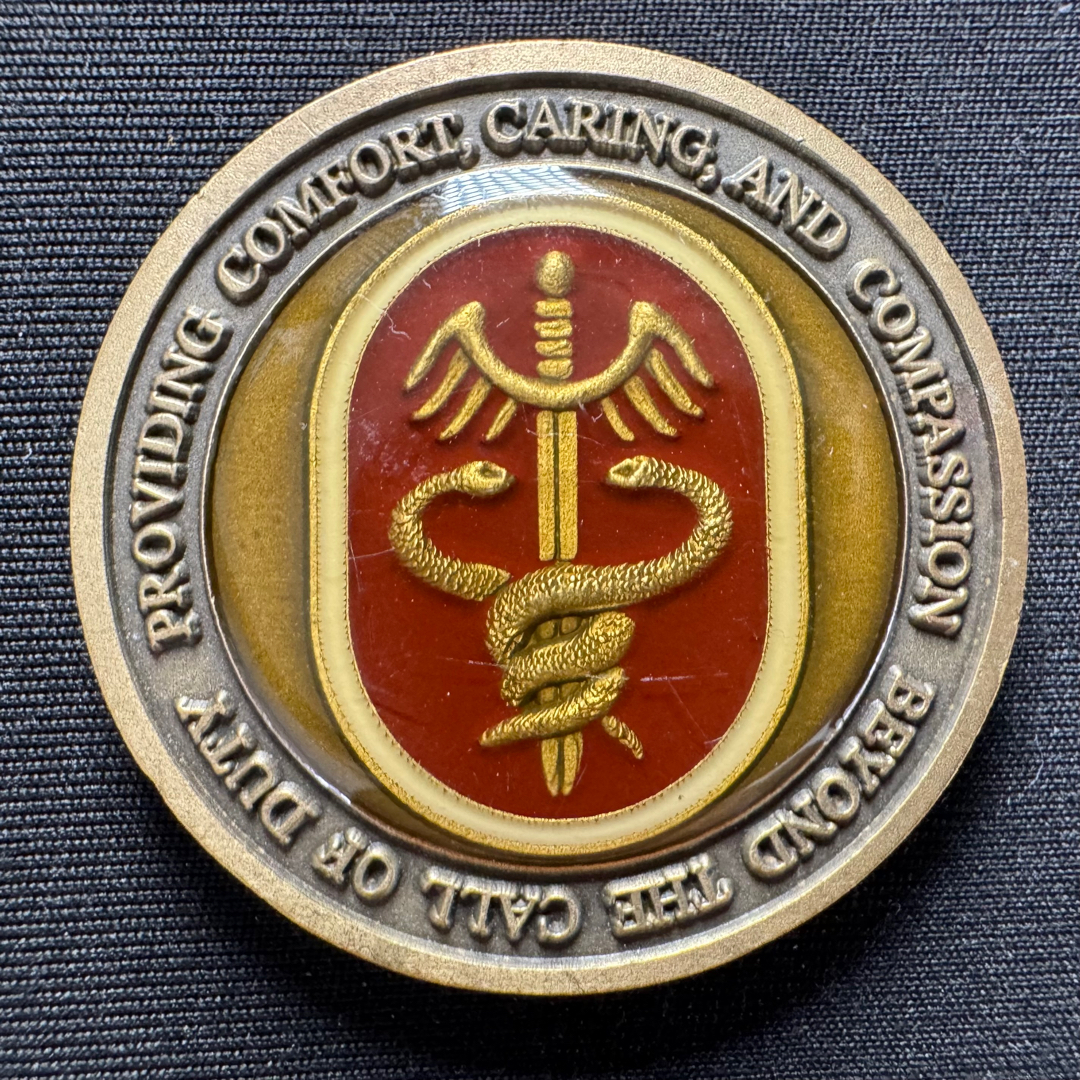 PROVIDING COMFORT, CARING, AND COMPASSION
BEYOND THE CALL OF DUTY